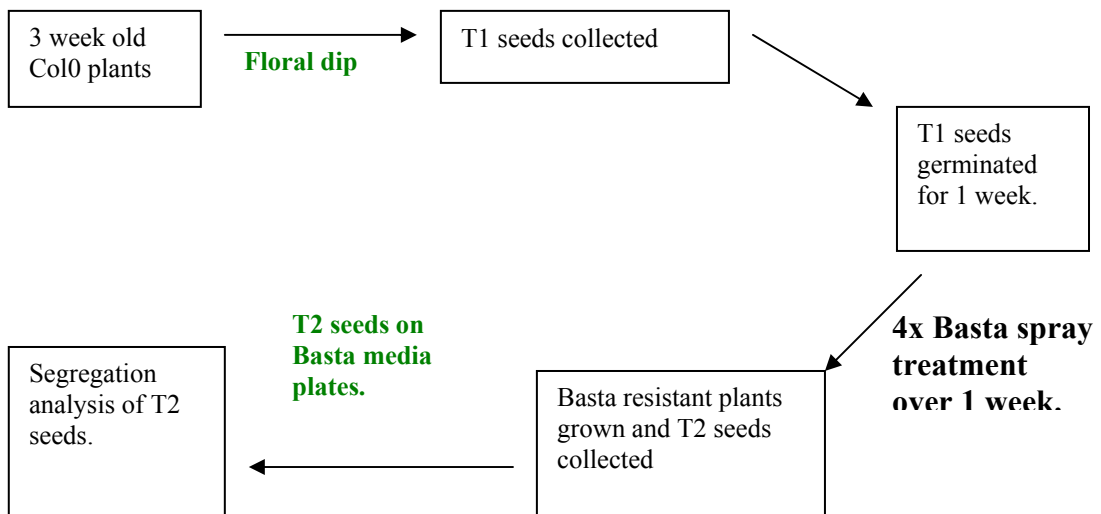 3 week old
Col0 plants
Floral dip
T1 seeds collected
T1 seeds
germinated
for 1 week.
4x Basta spray
treatment
over 1 week.
Basta resistant plants
grown and T2 seeds
collected
T2 seeds on
Basta media
plates.
Segregation
analysis of T2
seeds.